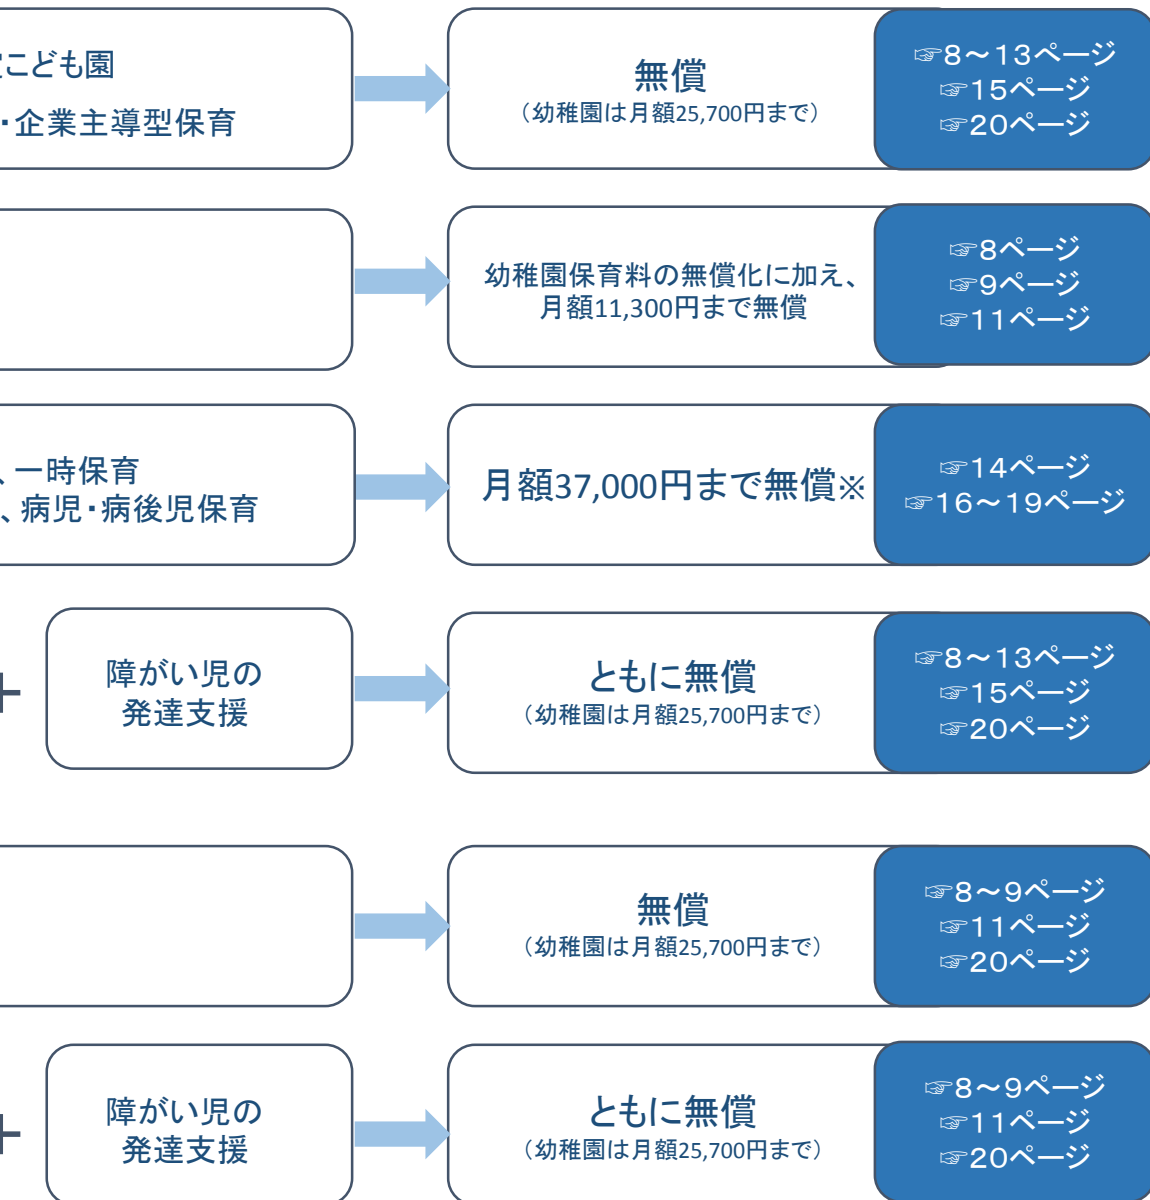 こども園
・企業主導型保育
無償
(幼稚園は月額25,700円まで)
☞8～13ページ
☞15ページ
☞20ページ
幼稚園保育料の無償化に加え、
月額11,300円まで無償
☞8ページ
☞9ページ
☞11ページ
、一時保育
、病児・病後児保育
月額37,000円まで無償※
☞14ページ
☞16～19ページ
+
障がい児の
発達支援
ともに無償
(幼稚園は月額25,700円まで)
☞8～13ページ
☞15ページ
☞20ページ
無償
(幼稚園は月額25,700円まで)
☞8～9ページ
☞11ページ
☞20ページ
+
障がい児の
発達支援
ともに無償
(幼稚園は月額25,700円まで)
☞8～9ページ
☞11ページ
☞20ページ